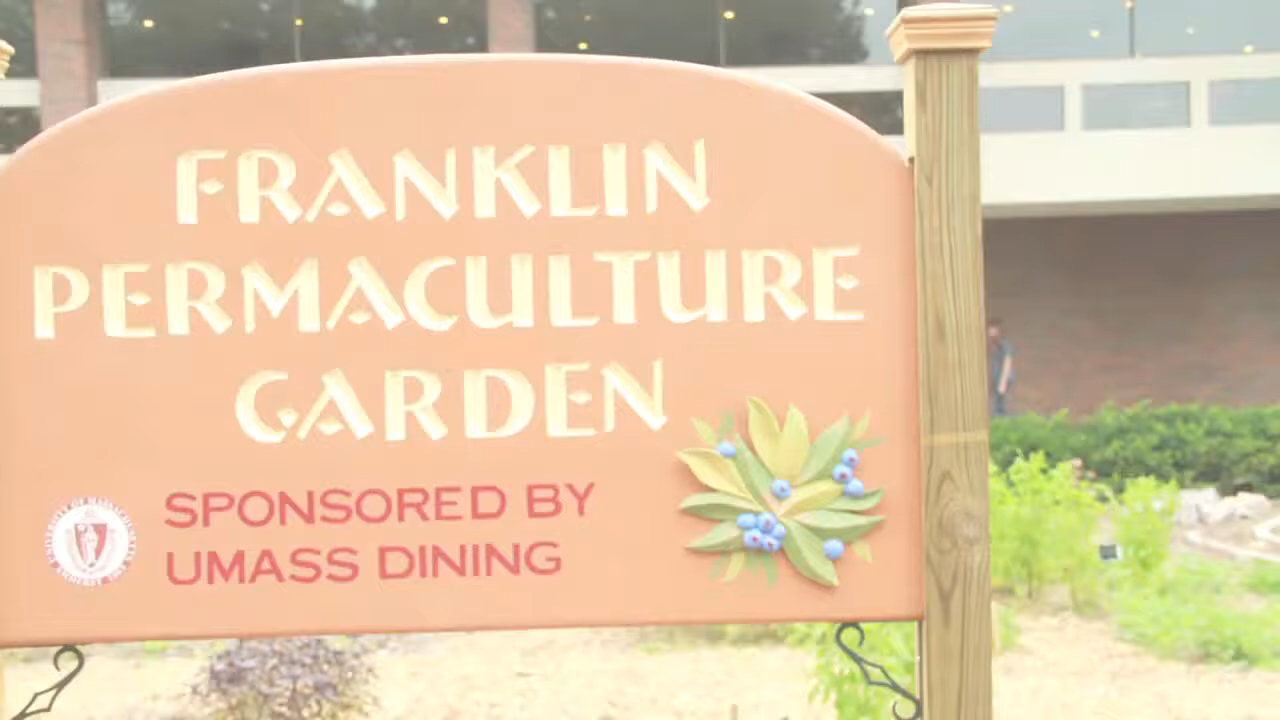 FRANKLIN
PERMACULTURE
GARDEN
SPONSORED BY
UMASS DINING